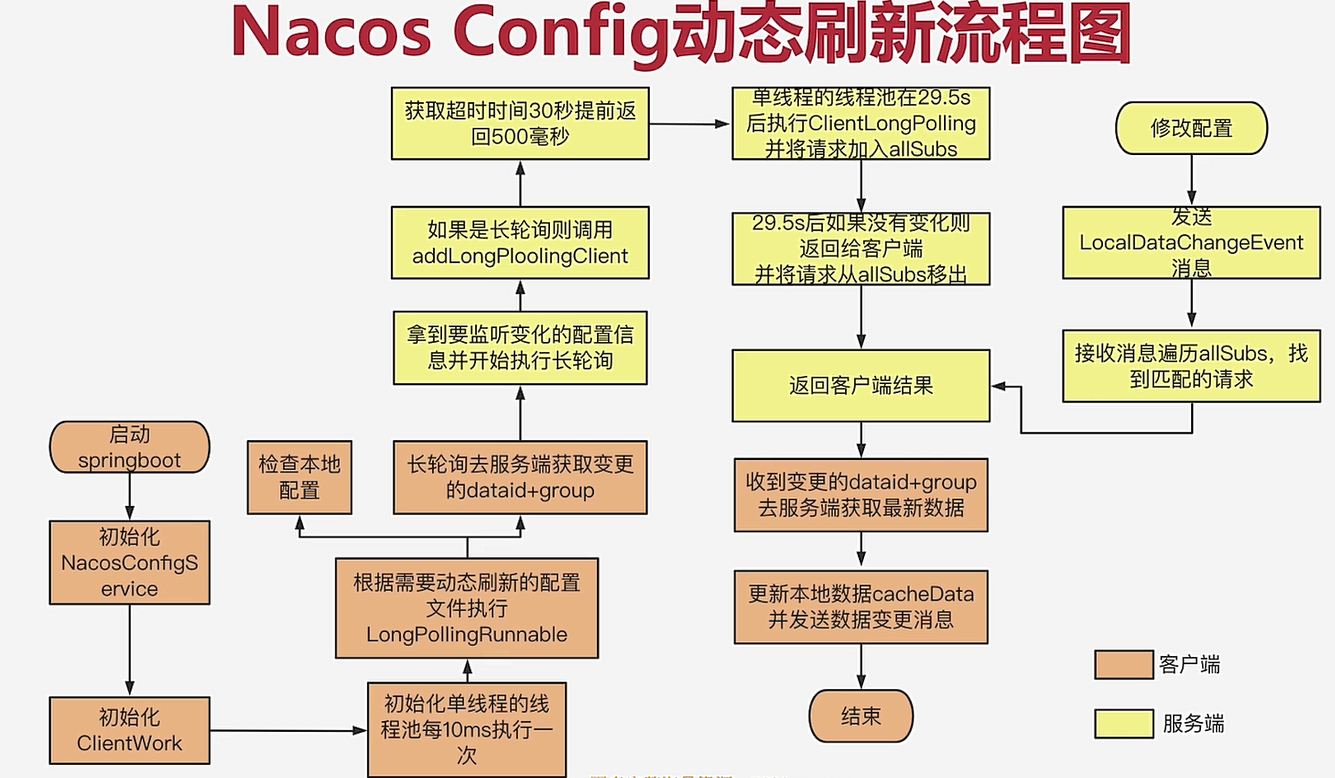 Nacos Config动态刷新流程图
获取超时时间30秒提前返
回500毫秒
单线程的线程池在29.5s
后执行ClientLongPolling
并将请求加入allSubs
修改配置
如果是长轮询则调用
addLongPloolingClient
29.5s后如果没有变化则
返回给客户端
并将请求从allSubs移出
发送
LocalDataChangeEvent
消息
拿到要监听变化的配置信
息并开始执行长轮询
返回客户端结果
接收消息遍历allSubs，找
到匹配的请求
启动
springboot
检查本地
配置
长轮询去服务端获取变更
的dataid+group
收到变更的dataid+group
去服务端获取最新数据
初始化
NacosConfigS
ervice
根据需要动态刷新的配置
文件执行
LongPollingRunnable
更新本地数据cacheData
并发送数据变更消息
初始化
ClientWork
初始化单线程的线
程池每10ms执行一
次
结束
客户端
服务端